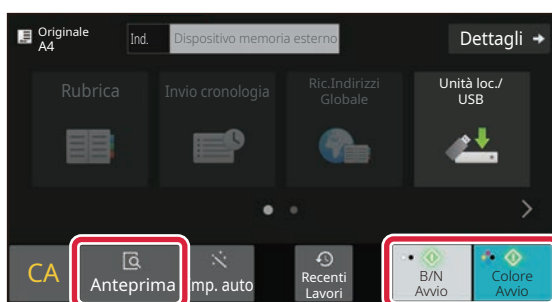 Originale
A4
Ind.
Dispositivo memoria esterno
Dettagli
Rubrica
Invio cronologia
Ric.Indirizzi
Globale
Unità loc./
USB
CA
Anteprima
mp. auto
Recenti
Lavori
B/N
Avvio
Colore
Avvio